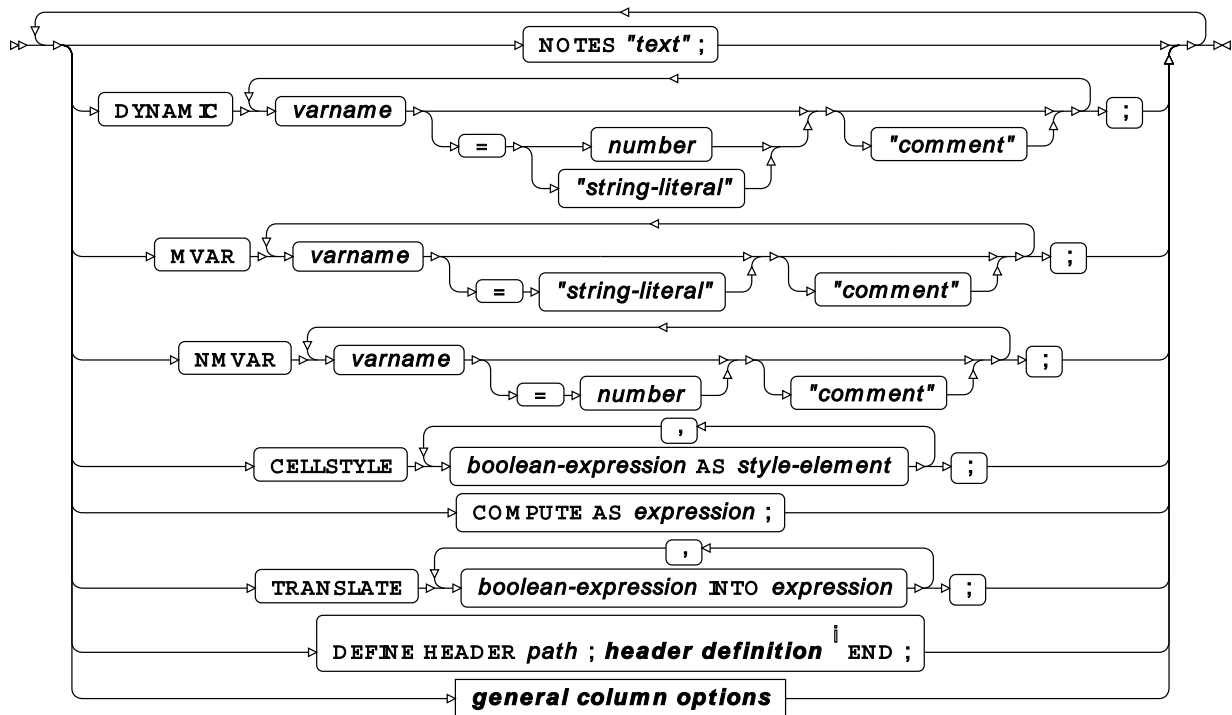 NOTES "text" ;
DYNAMIC varname ;
= number "comment"
"string-literal"
MVAR varname ;
= "string-literal" "comment"
NMVAR varname ;
= number "comment"
,
CELLSTYLE boolean-expression AS style-element ;
COMPUTE AS expression ;
,
TRANSLATE boolean-expression INTO expression ;
DEFINE HEADER path ; header definition i END ;
general column options